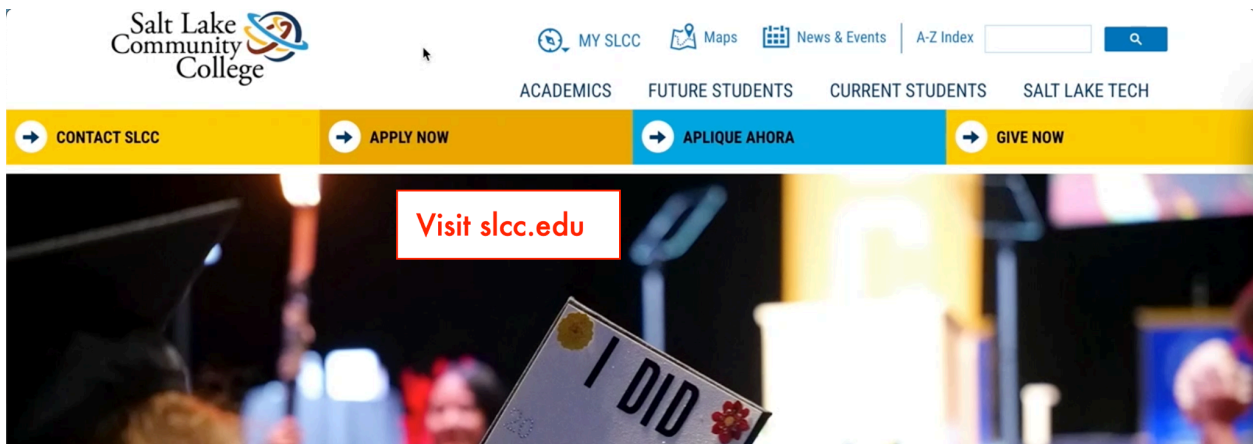 Salt Lake
Community
College
MY SLCC Maps News & Events A-Z Index
ACADEMICS FUTURE STUDENTS CURRENT STUDENTS SALT LAKE TECH
CONTACT SLCC APPLY NOW APLIQUE AHORA GIVE NOW
Visit slcc.edu
I DID
20